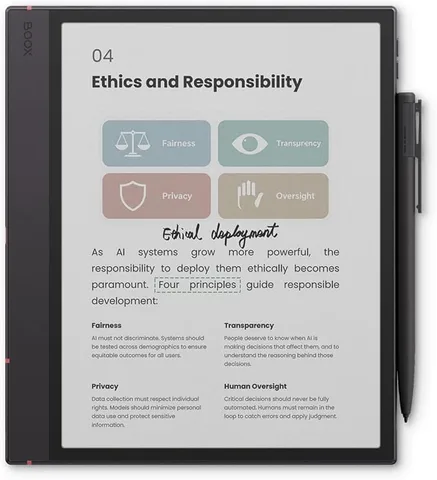 BOOX
04
Ethics and Responsibility
Fairness
Transprency
Privacy
Oversight
Ethical deployment
As AI systems grow more powerful, the
responsibility to deploy them ethically becomes
paramount. Four principles guide responsible
development:
Fairness
AI must not discriminate. Systems should
be tested across demographics to ensure
equitable outcomes for all users.
Transparency
People deserve to know when AI is
making decisions that affect them, and to
understand the reasoning behind those
decisions.
Privacy
Data collection must respect individual
rights. Models should minimize personal
data use and protect sensitive
information.
Human Oversight
Critical decisions should never be fully
automated. Humans must remain in the
loop to catch errors and apply judgment.